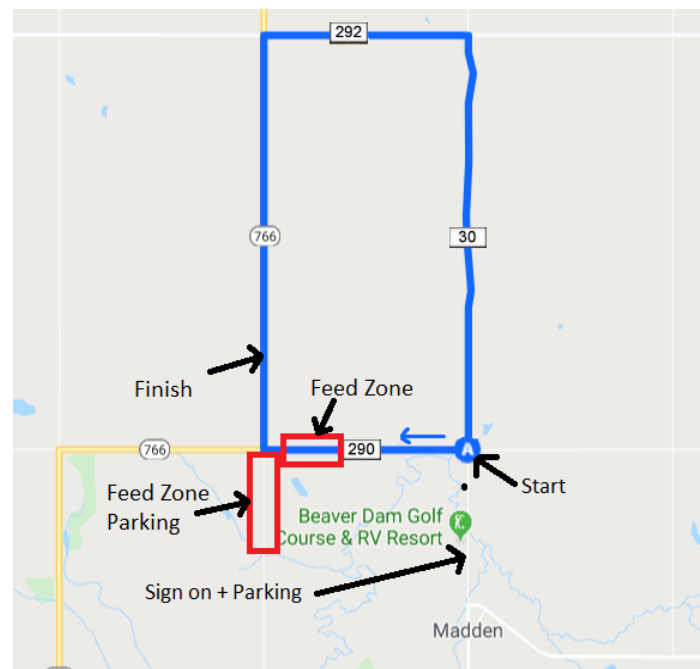 292
766
30
Finish
Feed Zone
766
290
A
Feed Zone
Parking
Start
Beaver Dam Golf
Course & RV Resort
Sign on + Parking
Madden